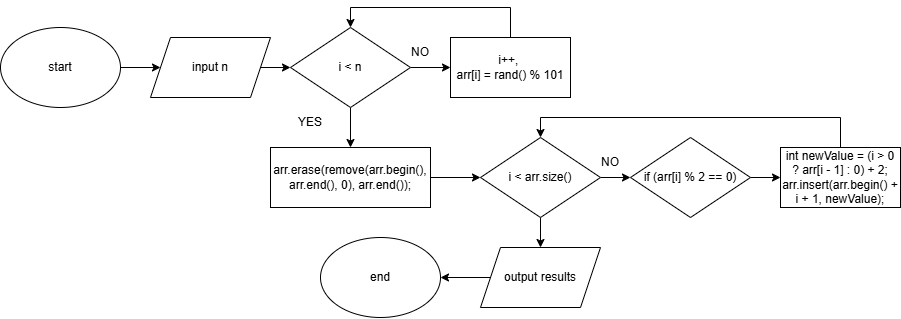 start
input n
i < n
NO
i++,
arr[i] = rand() % 101
YES
arr.erase(remove(arr.begin(),
arr.end(), 0), arr.end());
i < arr.size()
NO
if (arr[i] % 2 == 0)
int newValue = (i > 0
? arr[i - 1] : 0) + 2;
arr.insert(arr.begin() +
i + 1, newValue);
end
output results